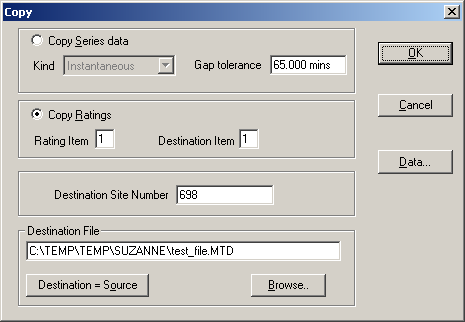 Copy
Copy Series data
Kind Instantaneous Gap tolerance 65.000 mins
OK
Copy Ratings
Cancel
Rating Item 1 Destination Item 1
Data...
Destination Site Number 698
Destination File
C:\TEMP\TEMP\SUZANNE\test_file.MTD
Destination = Source Browse..